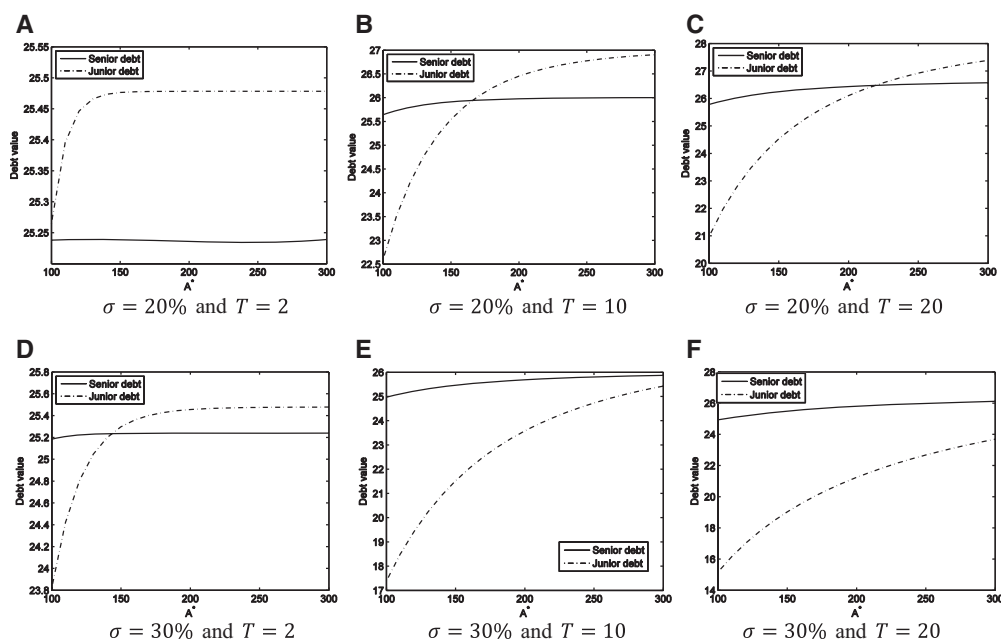 A
25.55
25.5
25.45
25.4
25.35
25.3
25.25
Debt value
Senior debt
Junior debt
100 150 200 250 300
A*
σ = 20% and T = 2
B
27
26.5
26
25.5
25
24.5
24
23.5
23
22.5
Debt value
Senior debt
Junior debt
100 150 200 250 300
A*
σ = 20% and T = 10
C
28
27
26
25
24
23
22
21
20
Debt value
Senior debt
Junior debt
100 150 200 250 300
A*
σ = 20% and T = 20
D
25.8
25.6
25.4
25.2
25
24.8
24.6
24.4
24.2
24
23.8
Debt value
Senior debt
Junior debt
100 150 200 250 300
A*
σ = 30% and T = 2
E
26
25
24
23
22
21
20
19
18
17
Debt value
Senior debt
Junior debt
100 150 200 250 300
A*
σ = 30% and T = 10
F
28
26
24
22
20
18
16
14
Debt value
Senior debt
Junior debt
100 150 200 250 300
A*
σ = 30% and T = 20